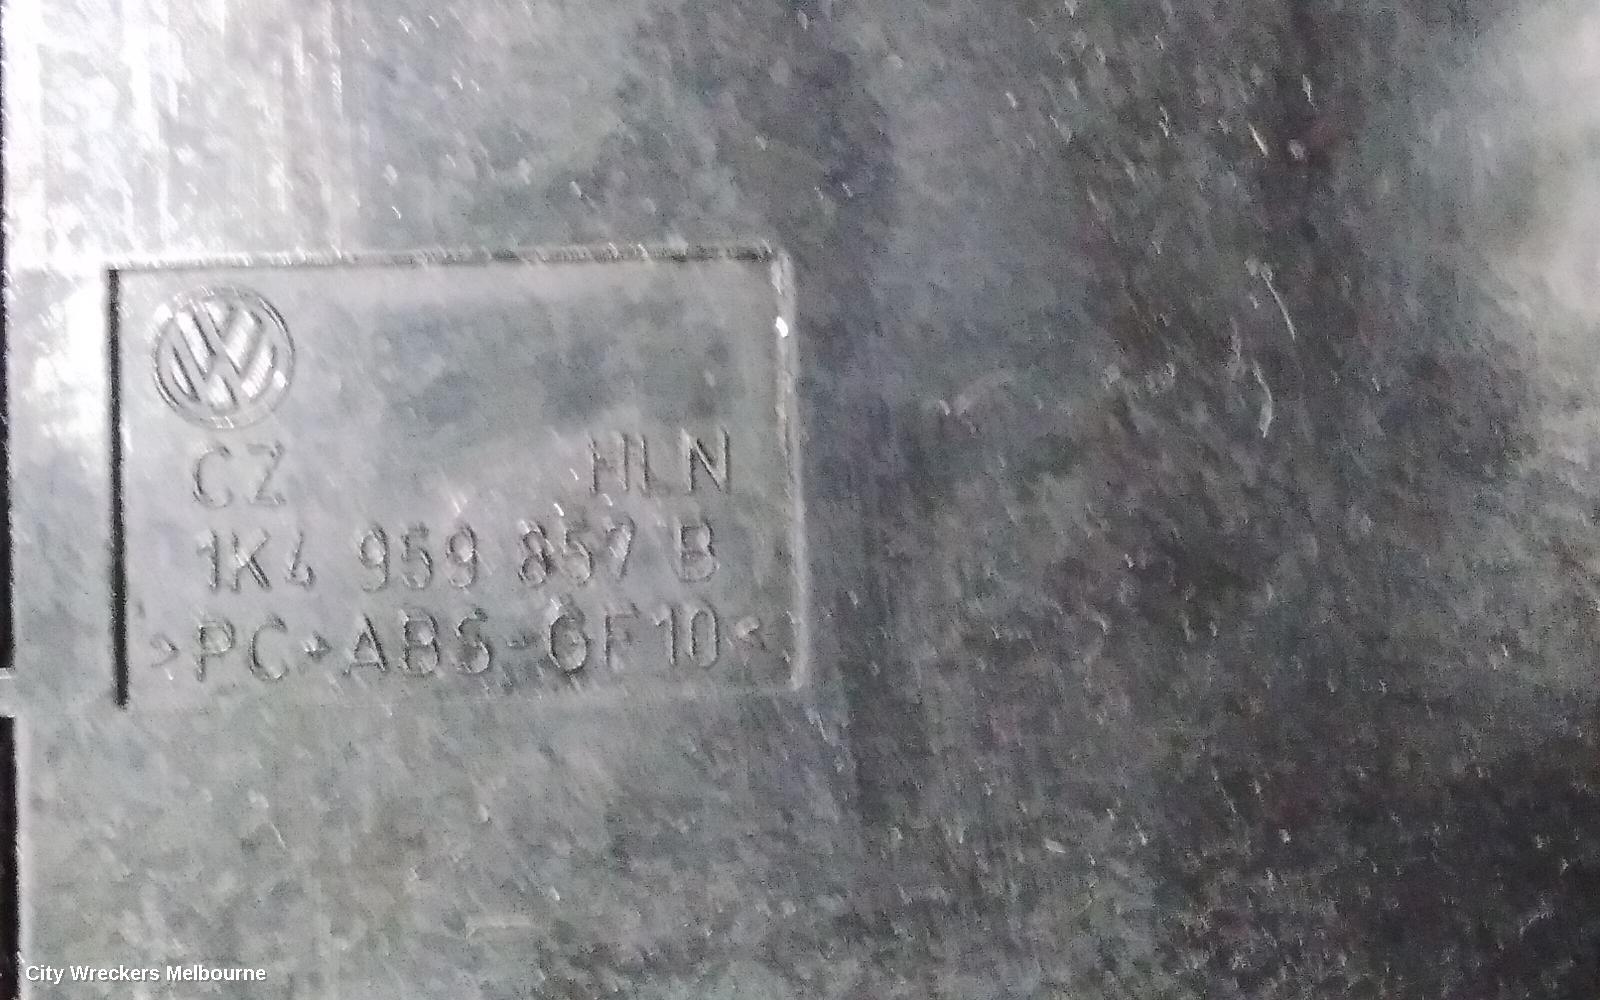 CZ HLN
1K4 959 857 B
>PC+ABS-GF10<
City Wreckers Melbourne